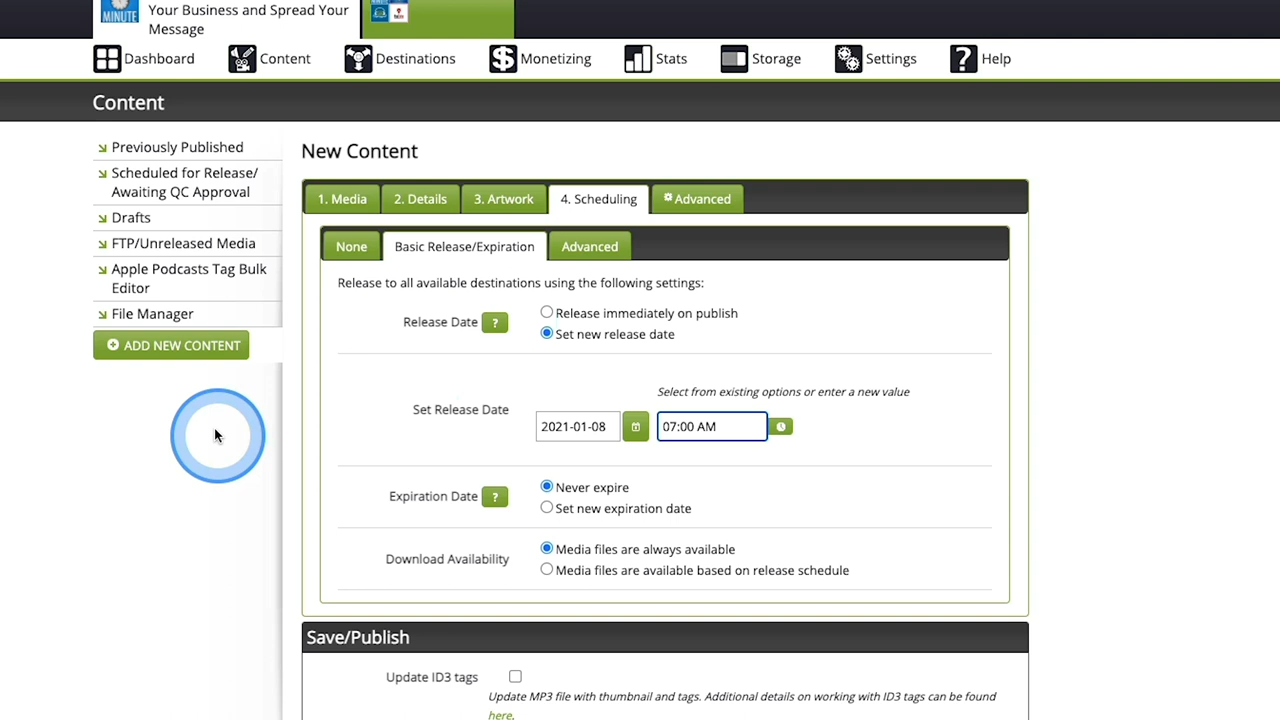 Your Business and Spread Your
Message
MINUTE
Dashboard Content Destinations Monetizing Stats Storage Settings Help
Content
Previously Published
Scheduled for Release/
Awaiting QC Approval
Drafts
FTP/Unreleased Media
Apple Podcasts Tag Bulk
Editor
File Manager
ADD NEW CONTENT
New Content
1. Media 2. Details 3. Artwork 4. Scheduling Advanced
None Basic Release/Expiration Advanced
Release to all available destinations using the following settings:
Release Date ? Release immediately on publish
Set new release date
Select from existing options or enter a new value
Set Release Date
2021-01-08 07:00 AM
Expiration Date ? Never expire
Set new expiration date
Download Availability Media files are always available
Media files are available based on release schedule
Save/Publish
Update ID3 tags
Update MP3 file with thumbnail and tags. Additional details on working with ID3 tags can be found
here.